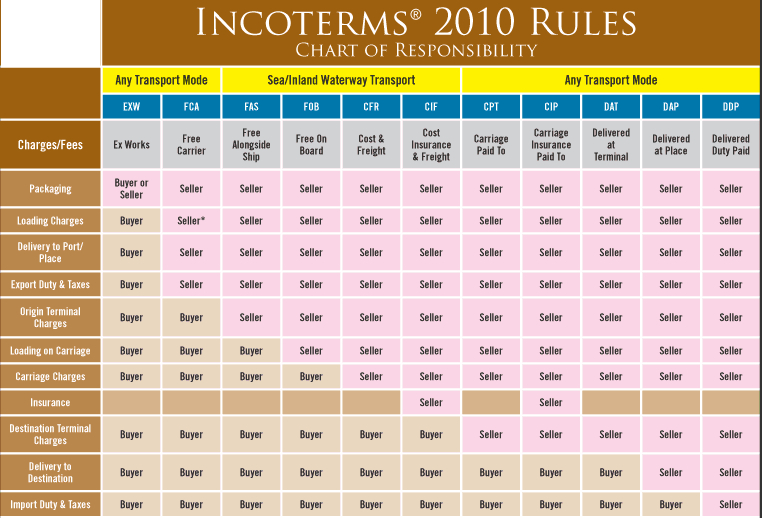 INCOTERMS® 2010 RULES
CHART OF RESPONSIBILITY
Any Transport Mode Sea/Inland Waterway Transport Any Transport Mode
EXW FCA FAS FOB CFR CIF CPT CIP DAT DAP DDP
Charges/Fees Ex Works Free Carrier Free Alongside Ship Free On Board Cost & Freight Cost Insurance & Freight Carriage Paid To Carriage Insurance Paid To Delivered at Terminal Delivered at Place Delivered Duty Paid
Packaging Buyer or Seller Seller Seller Seller Seller Seller Seller Seller Seller Seller Seller
Loading Charges Buyer Seller* Seller Seller Seller Seller Seller Seller Seller Seller Seller
Delivery to Port/ Place Buyer Seller Seller Seller Seller Seller Seller Seller Seller Seller Seller
Export Duty & Taxes Buyer Seller Seller Seller Seller Seller Seller Seller Seller Seller Seller
Origin Terminal Charges Buyer Buyer Seller Seller Seller Seller Seller Seller Seller Seller Seller
Loading on Carriage Buyer Buyer Buyer Seller Seller Seller Seller Seller Seller Seller Seller
Carriage Charges Buyer Buyer Buyer Buyer Seller Seller Seller Seller Seller Seller Seller
Insurance Seller Seller
Destination Terminal Charges Buyer Buyer Buyer Buyer Buyer Buyer Seller Seller Seller Seller Seller
Delivery to Destination Buyer Buyer Buyer Buyer Buyer Buyer Buyer Buyer Buyer Seller Seller
Import Duty & Taxes Buyer Buyer Buyer Buyer Buyer Buyer Buyer Buyer Buyer Buyer Seller